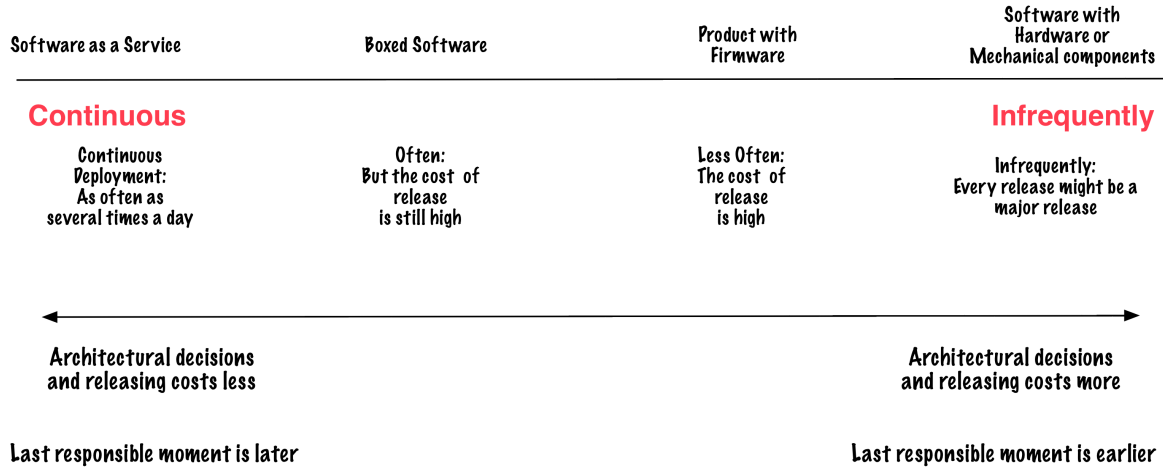 Software as a Service
Boxed Software
Product with
Firmware
Software with
Hardware or
Mechanical components
Continuous
Infrequently
Continuous
Deployment:
As often as
several times a day
Often:
But the cost of
release
is still high
Less Often:
The cost of
release
is high
Infrequently:
Every release might be a
major release
Architectural decisions
and releasing costs less
Architectural decisions
and releasing costs more
Last responsible moment is later
Last responsible moment is earlier